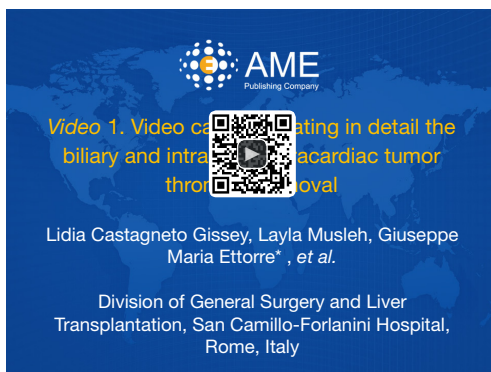 AME
Publishing Company
Video 1. Video ating in detail the
biliary and intra acardiac tumor
oval
Lidia Castagneto Gissey, Layla Musleh, Giuseppe
Maria Ettorre* , et al.
Division of General Surgery and Liver
Transplantation, San Camillo-Forlanini Hospital,
Rome, Italy